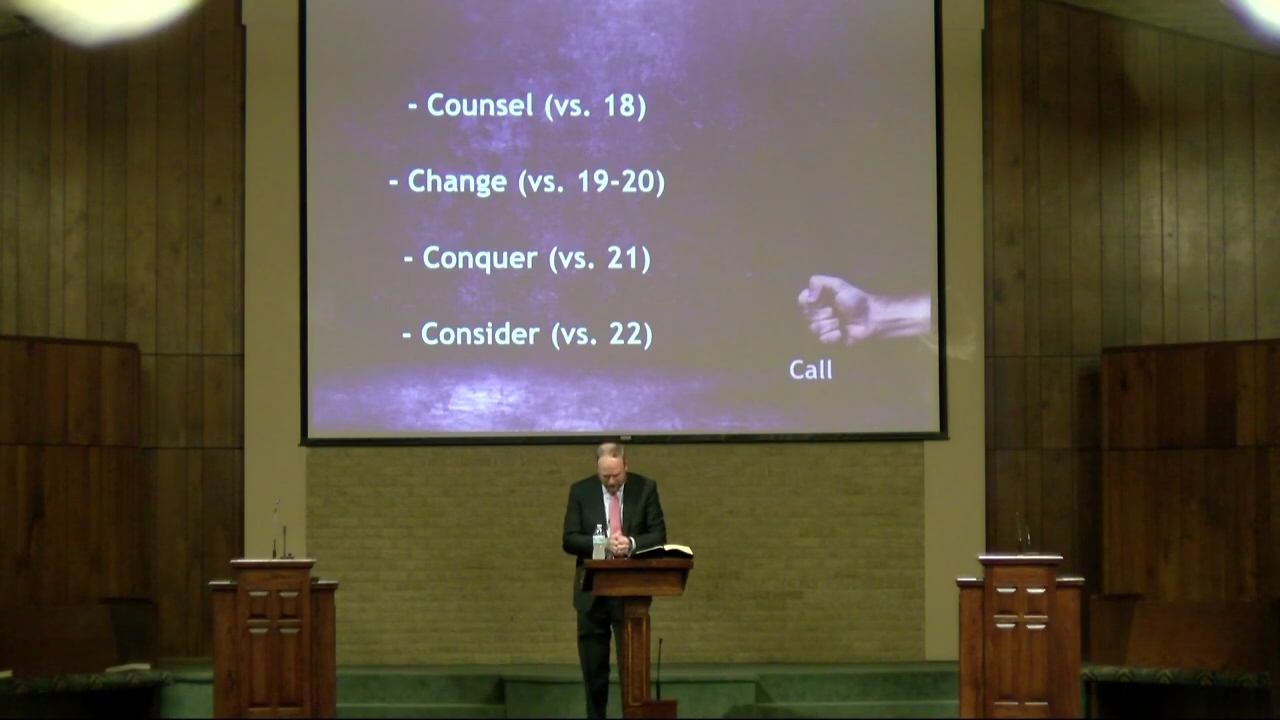 - Counsel (vs. 18)
- Change (vs. 19-20)
- Conquer (vs. 21)
- Consider (vs. 22)
Call